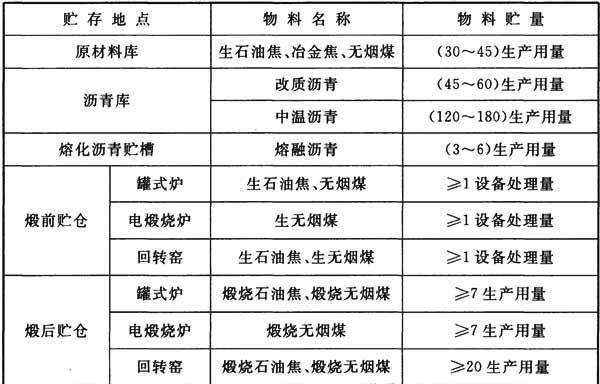 贮存地点 物料名称 物料贮量
原材料库 生石油焦、冶金焦、无烟煤 (30～45)生产用量
沥青库 改质沥青 (45～60)生产用量
中温沥青 (120～180)生产用量
熔化沥青贮槽 熔融沥青 (3～6)生产用量
煅前贮仓 罐式炉 生石油焦、无烟煤 ≥1设备处理量
电煅烧炉 生无烟煤 ≥1设备处理量
回转窑 生石油焦、生无烟煤 ≥1设备处理量
煅后贮仓 罐式炉 煅烧石油焦、煅烧无烟煤 ≥7生产用量
电煅烧炉 煅烧无烟煤 ≥7生产用量
回转窑 煅烧石油焦、煅烧无烟煤 ≥20生产用量